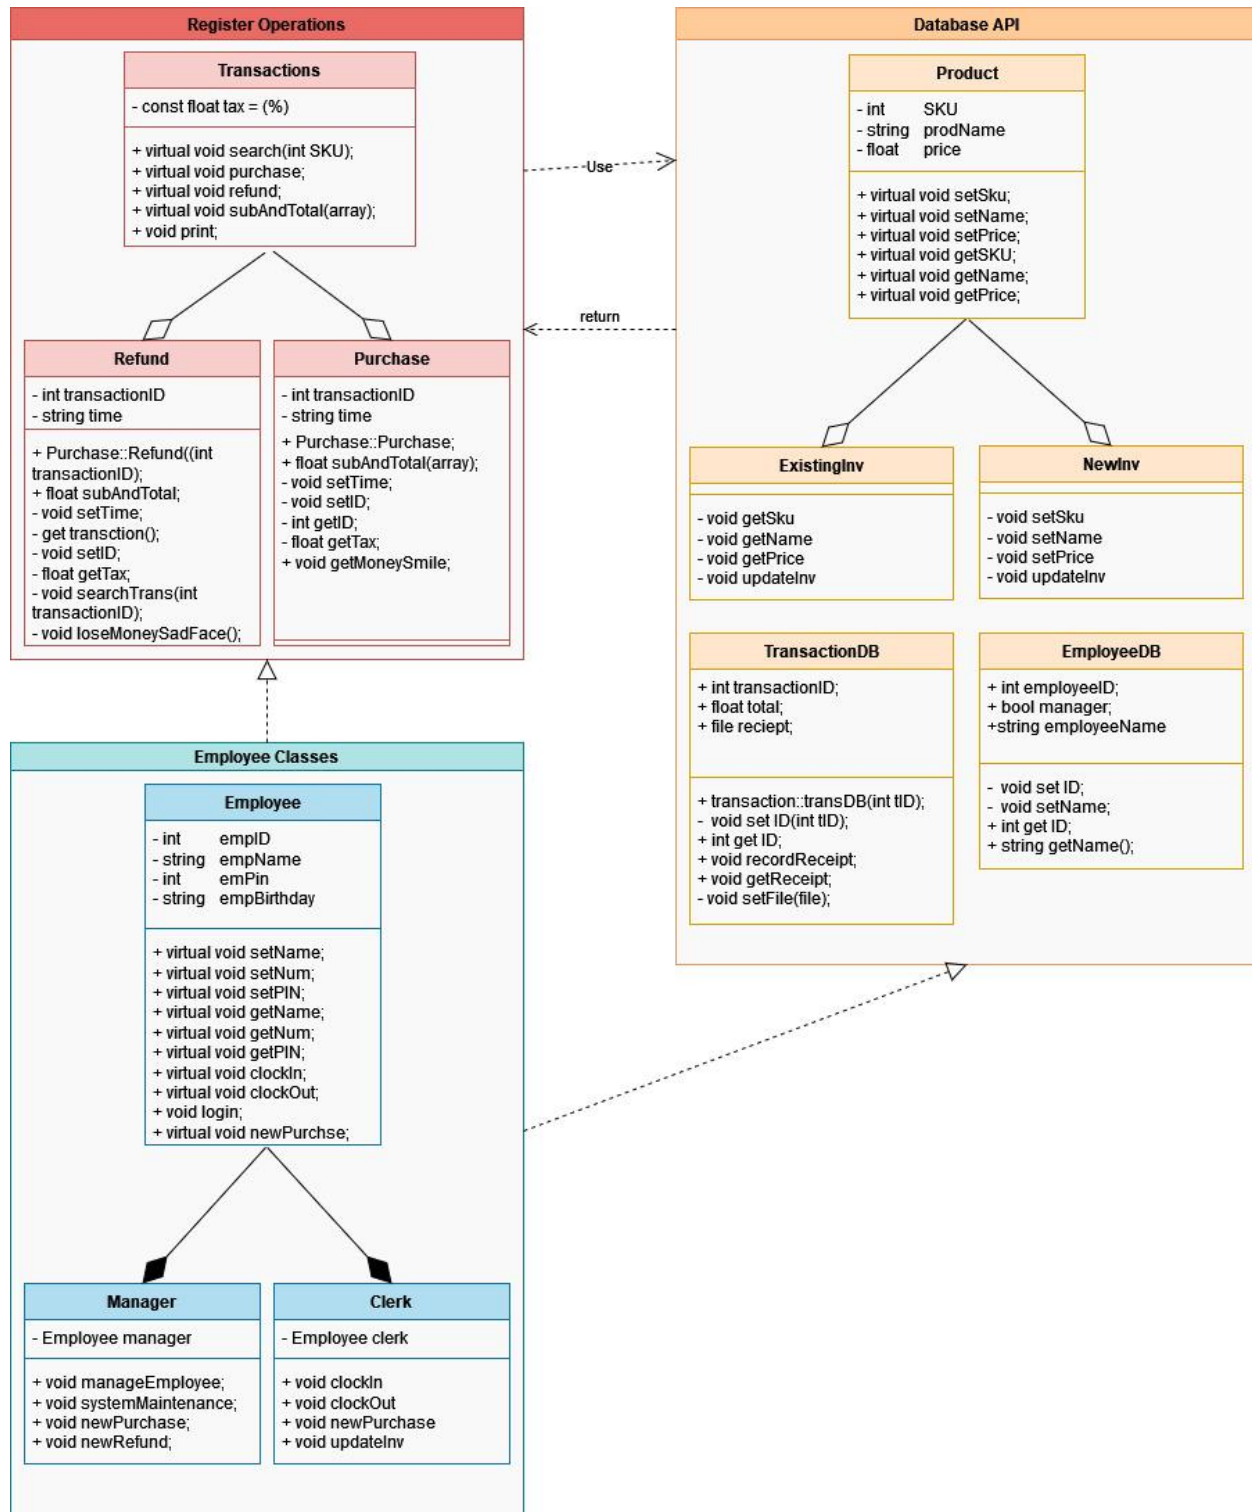 Register Operations
Transactions
- const float tax = (%)
+ virtual void search(int SKU);
+ virtual void purchase;
+ virtual void refund;
+ virtual void subAndTotal(array);
+ void print;
Refund
- int transactionID
- string time
+ Purchase::Refund((int
transactionID);
+ float subAndTotal;
- void setTime;
- get transction();
- void setID;
- float getTax;
- void searchTrans(int
transactionID);
- void loseMoneySadFace();
Purchase
- int transactionID
- string time
+ Purchase::Purchase;
+ float subAndTotal(array);
- void setTime;
- void setID;
- int getID;
- float getTax;
+ void getMoneySmile;
Use
return
Database API
Product
- int SKU
- string prodName
- float price
+ virtual void setSku;
+ virtual void setName;
+ virtual void setPrice;
+ virtual void getSKU;
+ virtual void getName;
+ virtual void getPrice;
ExistingInv
- void getSku
- void getName
- void getPrice
- void updateInv
NewInv
- void setSku
- void setName
- void setPrice
- void updateInv
TransactionDB
+ int transactionID;
+ float total;
+ file reciept;
+ transaction::transDB(int tID);
- void set ID(int tID);
+ int get ID;
+ void recordReceipt;
+ void getReceipt;
- void setFile(file);
EmployeeDB
+ int employeeID;
+ bool manager;
+string employeeName
- void set ID;
- void setName;
+ int get ID;
+ string getName();
Employee Classes
Employee
- int empID
- string empName
- int emPin
- string empBirthday
+ virtual void setName;
+ virtual void setNum;
+ virtual void setPIN;
+ virtual void getName;
+ virtual void getNum;
+ virtual void getPIN;
+ virtual void clockIn;
+ virtual void clockOut;
+ void login;
+ virtual void newPurchse;
Manager
- Employee manager
+ void manageEmployee;
+ void systemMaintenance;
+ void newPurchase;
+ void newRefund;
Clerk
- Employee clerk
+ void clockIn
+ void clockOut
+ void newPurchase
+ void updateInv